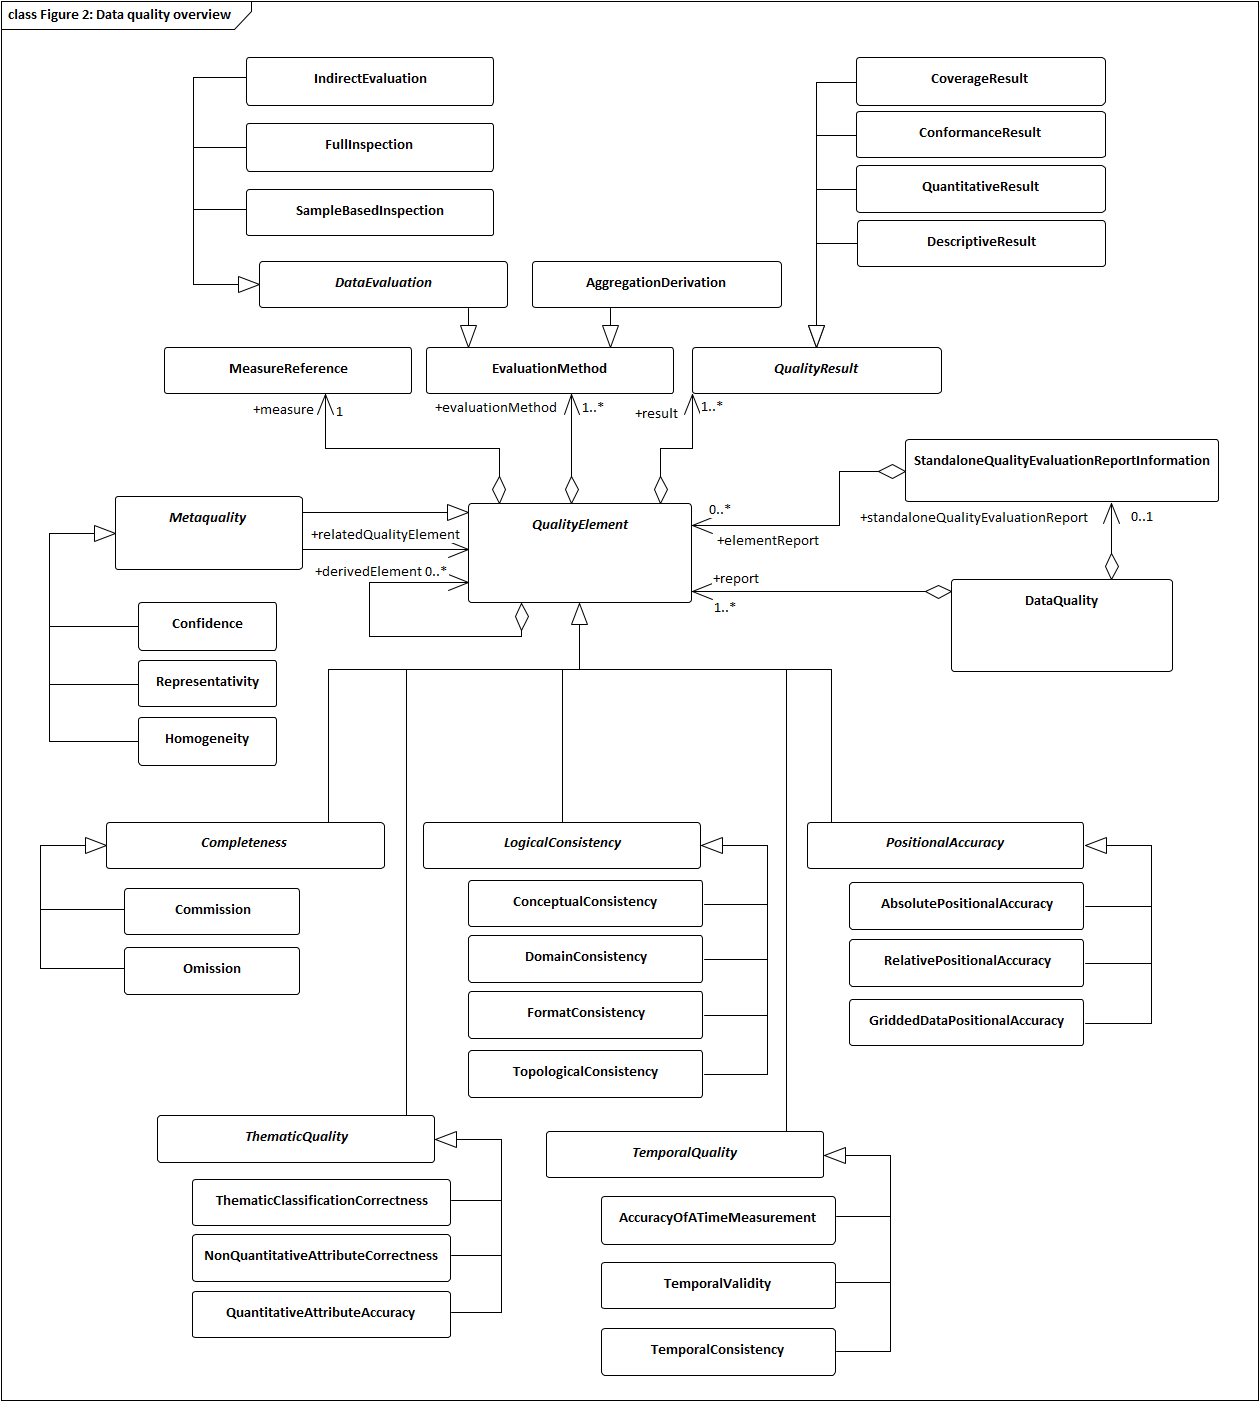 class Figure 2: Data quality overview
IndirectEvaluation
FullInspection
SampleBasedInspection
DataEvaluation
AggregationDerivation
CoverageResult
ConformanceResult
QuantitativeResult
DescriptiveResult
MeasureReference
EvaluationMethod
QualityResult
+measure
1
+evaluationMethod
1..*
+result
1..*
StandaloneQualityEvaluationReportInformation
Metaquality
QualityElement
0..*
+elementReport
+standaloneQualityEvaluationReport
0..1
+relatedQualityElement
+derivedElement 0..*
+report
1..*
DataQuality
Confidence
Representativity
Homogeneity
Completeness
Commission
Omission
LogicalConsistency
ConceptualConsistency
DomainConsistency
FormatConsistency
TopologicalConsistency
PositionalAccuracy
AbsolutePositionalAccuracy
RelativePositionalAccuracy
GriddedDataPositionalAccuracy
ThematicQuality
ThematicClassificationCorrectness
NonQuantitativeAttributeCorrectness
QuantitativeAttributeAccuracy
TemporalQuality
AccuracyOfATimeMeasurement
TemporalValidity
TemporalConsistency